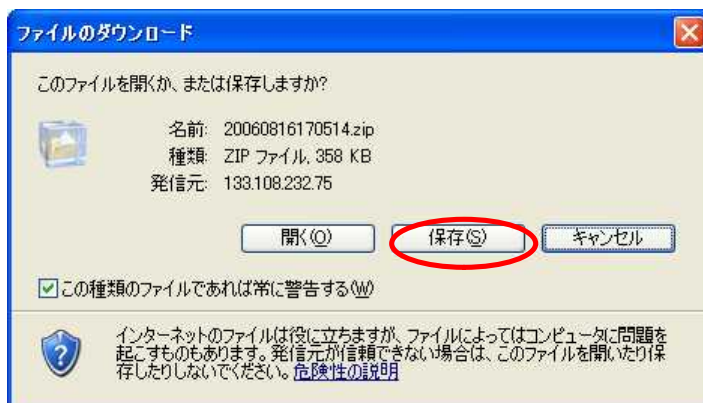 ファイルのダウンロード
このファイルを開くか、または保存しますか?
名前: 20060816170514.zip
種類: ZIP ファイル, 358 KB
発信元: 133.108.232.75
開く(O) 保存(S) キャンセル
この種類のファイルであれば常に警告する(W)
インターネットのファイルは役に立ちますが、ファイルによってはコンピュータに問題を
起こすものもあります。発信元が信頼できない場合は、このファイルを開いたり保
存したりしないでください。危険性の説明